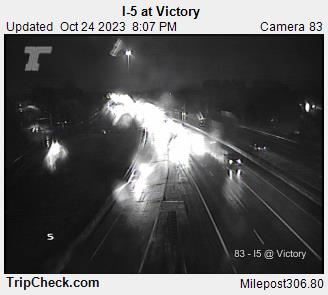 I-5 at Victory
Updated Oct 24 2023 8:07 PM Camera 83
T
S
83 - I5 @ Victory
TripCheck.com Milepost306.80